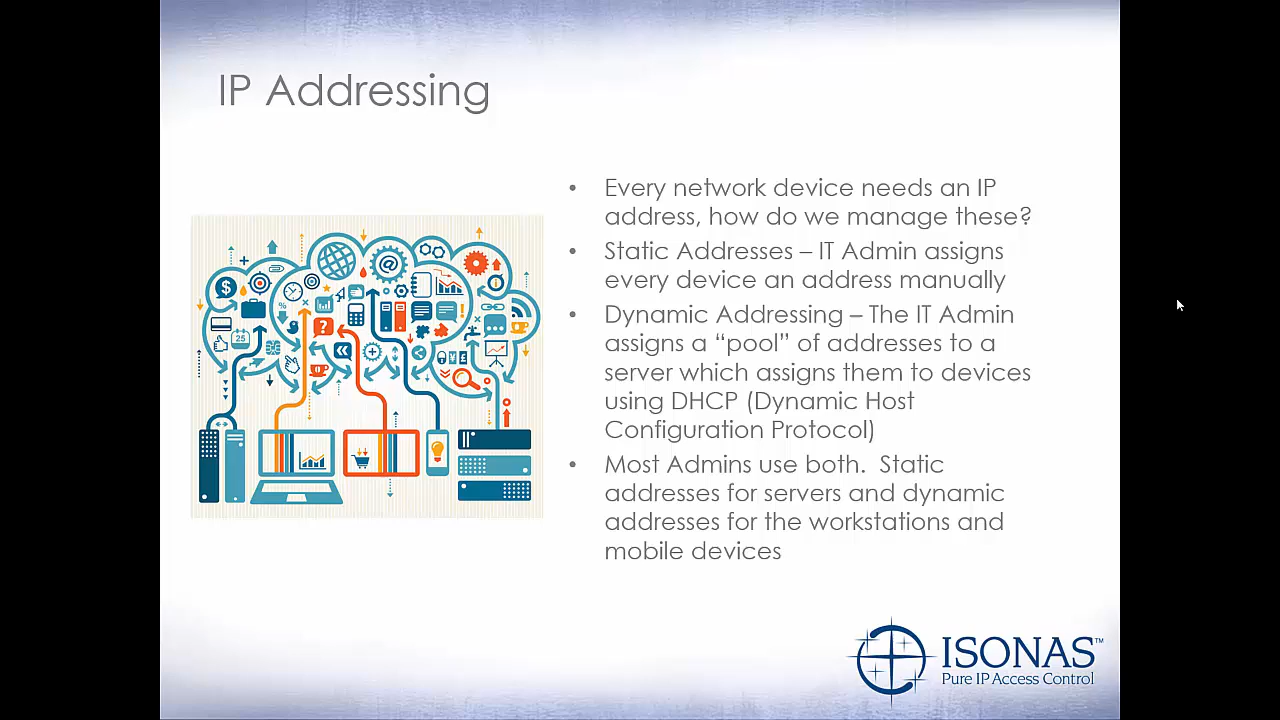 IP Addressing
• Every network device needs an IP
address, how do we manage these?
• Static Addresses – IT Admin assigns
every device an address manually
• Dynamic Addressing – The IT Admin
assigns a “pool” of addresses to a
server which assigns them to devices
using DHCP (Dynamic Host
Configuration Protocol)
• Most Admins use both.  Static
addresses for servers and dynamic
addresses for the workstations and
mobile devices
$
@
?
25
%
ISONAS™
Pure IP Access Control